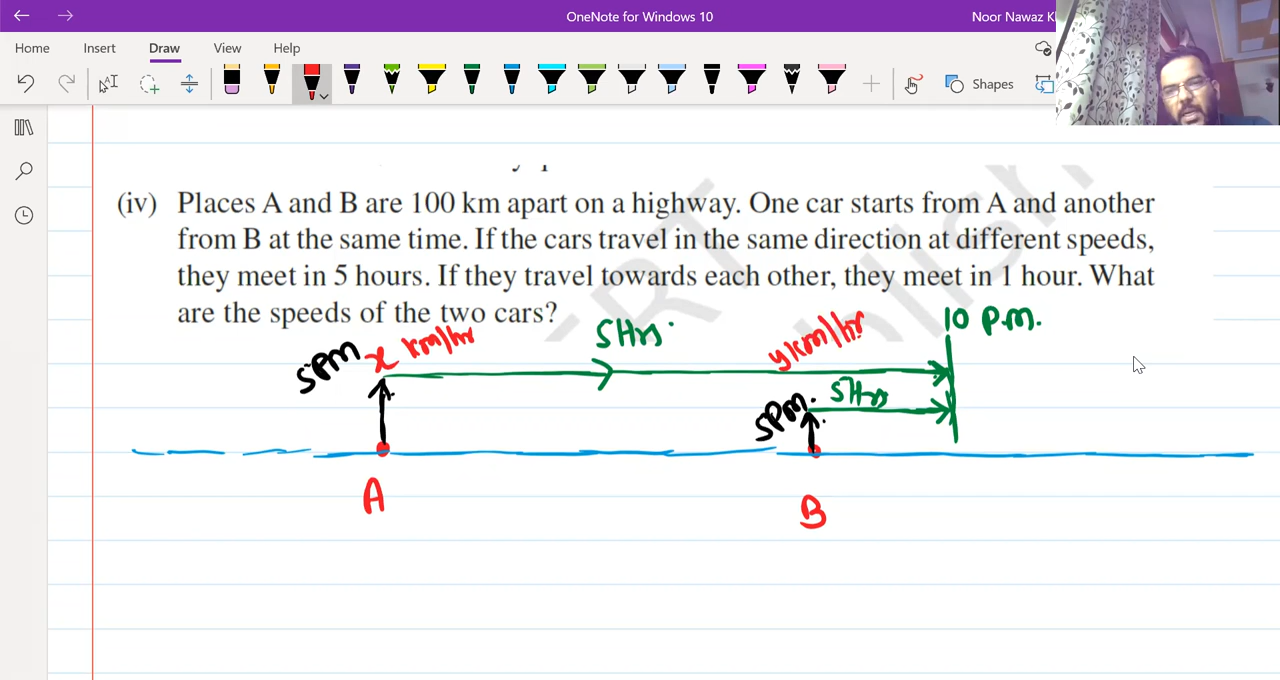 OneNote for Windows 10
Noor Nawaz K
Home Insert Draw View Help
Shapes
(iv) Places A and B are 100 km apart on a highway. One car starts from A and another
from B at the same time. If the cars travel in the same direction at different speeds,
they meet in 5 hours. If they travel towards each other, they meet in 1 hour. What
are the speeds of the two cars?
5PM x km/hr 5Hrs y km/hr 10 P.M.
5PM. 5Hrs
A B